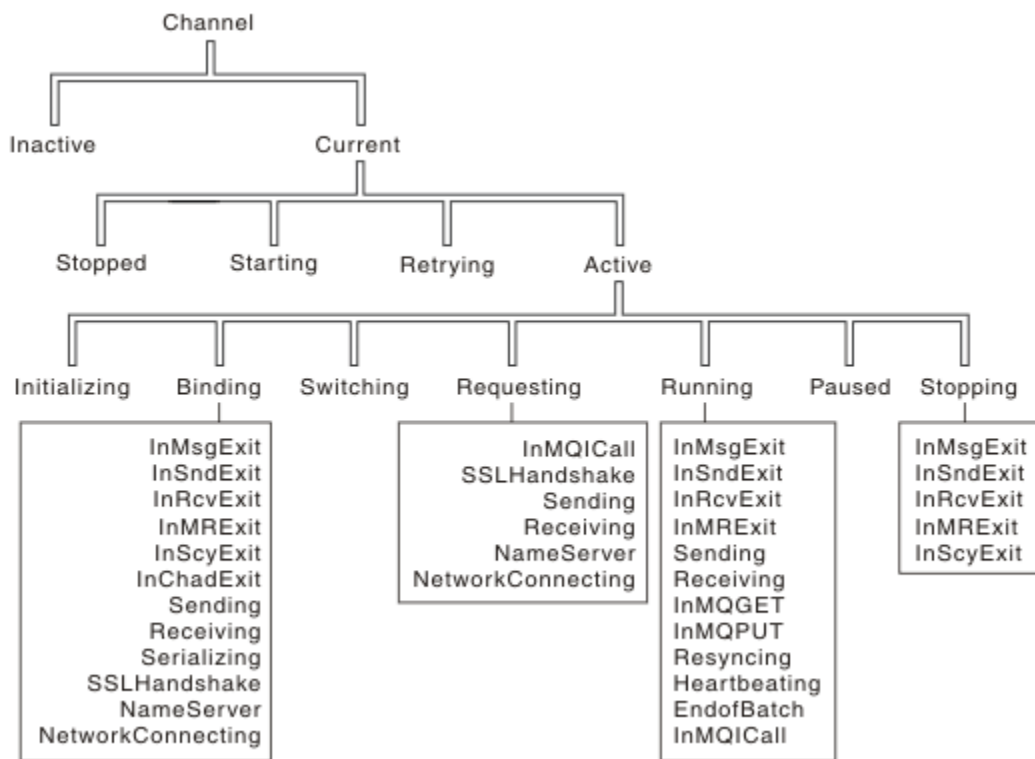 Channel
Inactive
Current
Stopped
Starting
Retrying
Active
Initializing
Binding
Switching
Requesting
Running
Paused
Stopping
InMsgExit
InSndExit
InRcvExit
InMRExit
InScyExit
InChadExit
Sending
Receiving
Serializing
SSLHandshake
NameServer
NetworkConnecting
InMQICall
SSLHandshake
Sending
Receiving
NameServer
NetworkConnecting
InMsgExit
InSndExit
InRcvExit
InMRExit
Sending
Receiving
InMQGET
InMQPUT
Resyncing
Heartbeating
EndofBatch
InMQICall
InMsgExit
InSndExit
InRcvExit
InMRExit
InScyExit